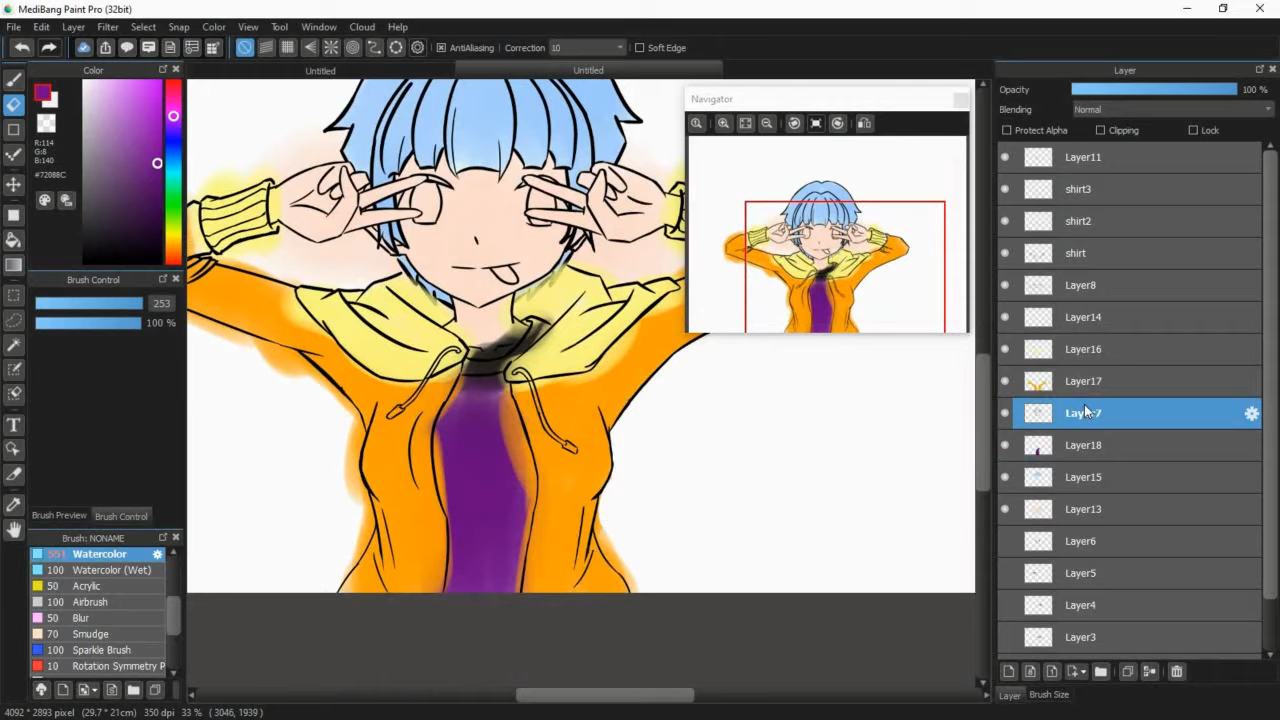 MediBang Paint Pro (32bit)
File Edit Layer Filter Select Snap Color View Tool Window Cloud Help
AntiAliasing Correction 10 Soft Edge
Color
Untitled Untitled
Layer
R:114
G:8
B:140
#72088C
Brush Control
253
100 %
Brush Preview Brush Control
Brush: NONAME
551 Watercolor
100 Watercolor (Wet)
50 Acrylic
100 Airbrush
50 Blur
70 Smudge
100 Sparkle Brush
10 Rotation Symmetry P
Navigator
Opacity 100 %
Blending Normal
Protect Alpha Clipping Lock
Layer11
shirt3
shirt2
shirt
Layer8
Layer14
Layer16
Layer17
Layer7
Layer18
Layer15
Layer13
Layer6
Layer5
Layer4
Layer3
Layer Brush Size
4092 * 2893 pixel (29.7 * 21cm) 350 dpi 33 % ( 3046, 1939 )